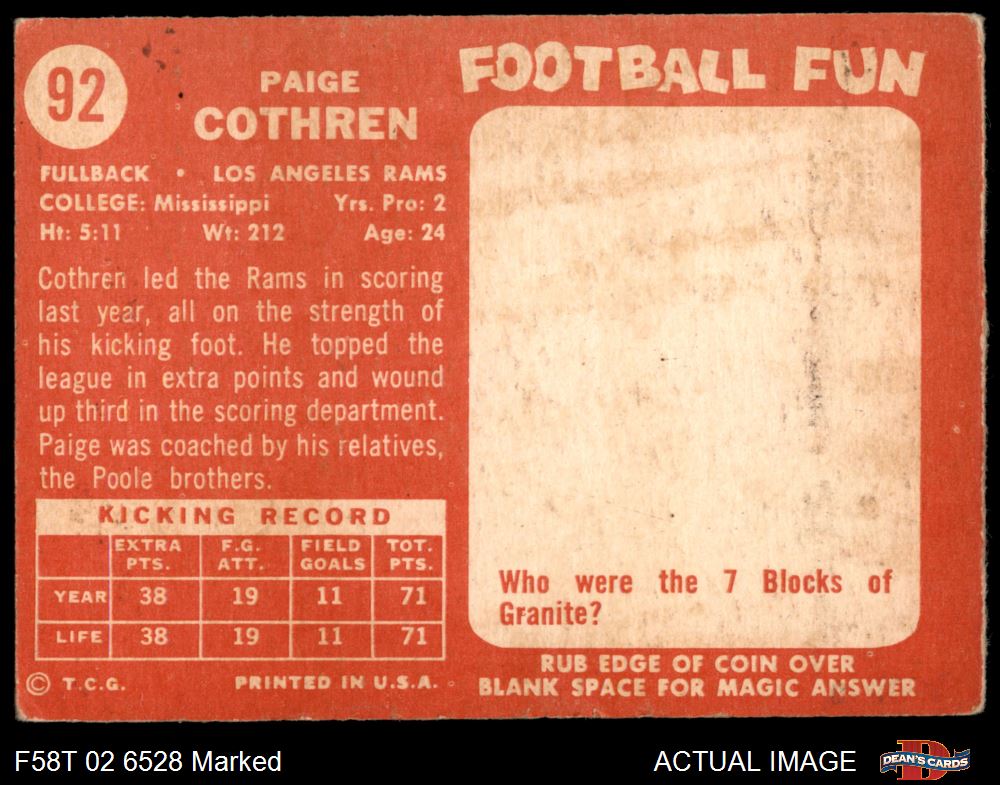 92
PAIGE
COTHREN
FULLBACK • LOS ANGELES RAMS
COLLEGE: Mississippi Yrs. Pro: 2
Ht: 5:11 Wt: 212 Age: 24
Cothren led the Rams in scoring
last year, all on the strength of
his kicking foot. He topped the
league in extra points and wound
up third in the scoring department.
Paige was coached by his relatives,
the Poole brothers.
KICKING RECORD
EXTRA PTS. F.G. ATT. FIELD GOALS TOT. PTS.
YEAR 38 19 11 71
LIFE 38 19 11 71
© T.C.G. PRINTED IN U.S.A.
FOOTBALL FUN
Who were the 7 Blocks of
Granite?
RUB EDGE OF COIN OVER
BLANK SPACE FOR MAGIC ANSWER
F58T 02 6528 Marked
ACTUAL IMAGE
D
DEAN'S CARDS